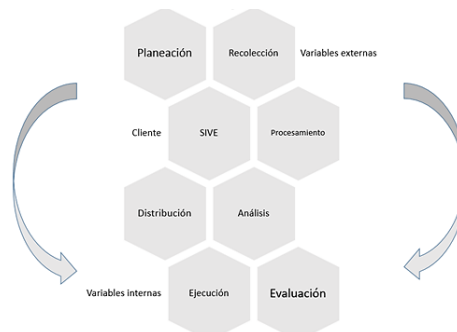 Planeación
Recolección
Variables externas
Cliente
SIVE
Procesamiento
Distribución
Análisis
Variables internas
Ejecución
Evaluación